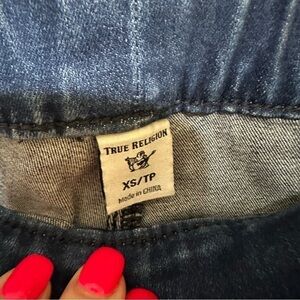 TRUE RELIGION
XS/TP
Made in CHINA